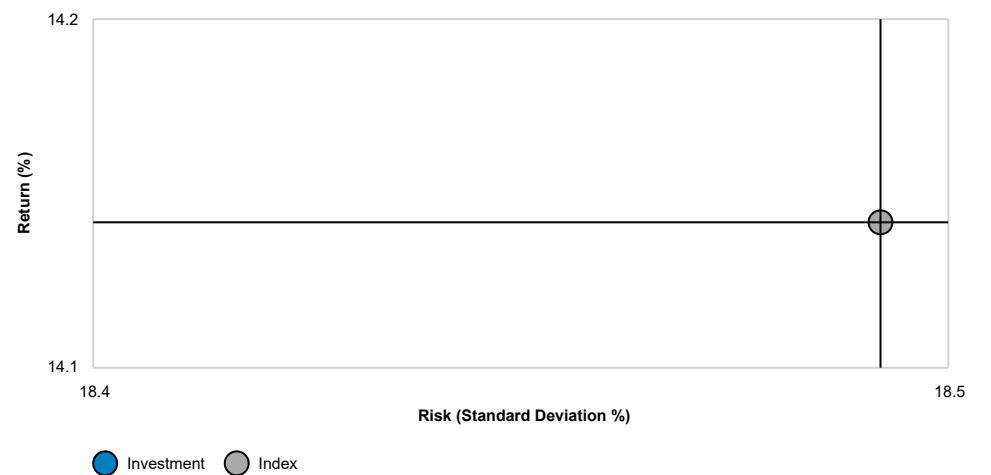 14.2
Return (%)
14.1
18.4 18.5
Risk (Standard Deviation %)
Investment Index